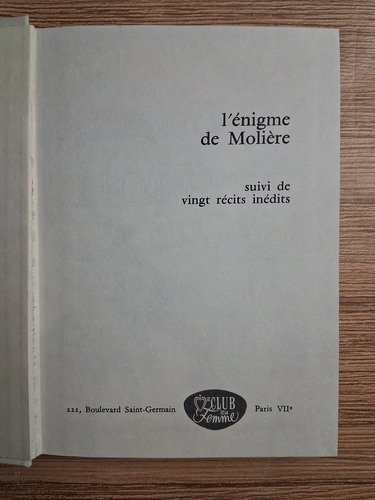 l'énigme
de Molière
suivi de
vingt récits inédits
222, Boulevard Saint-Germain
CLUB
de la
Femme
Paris VIIe